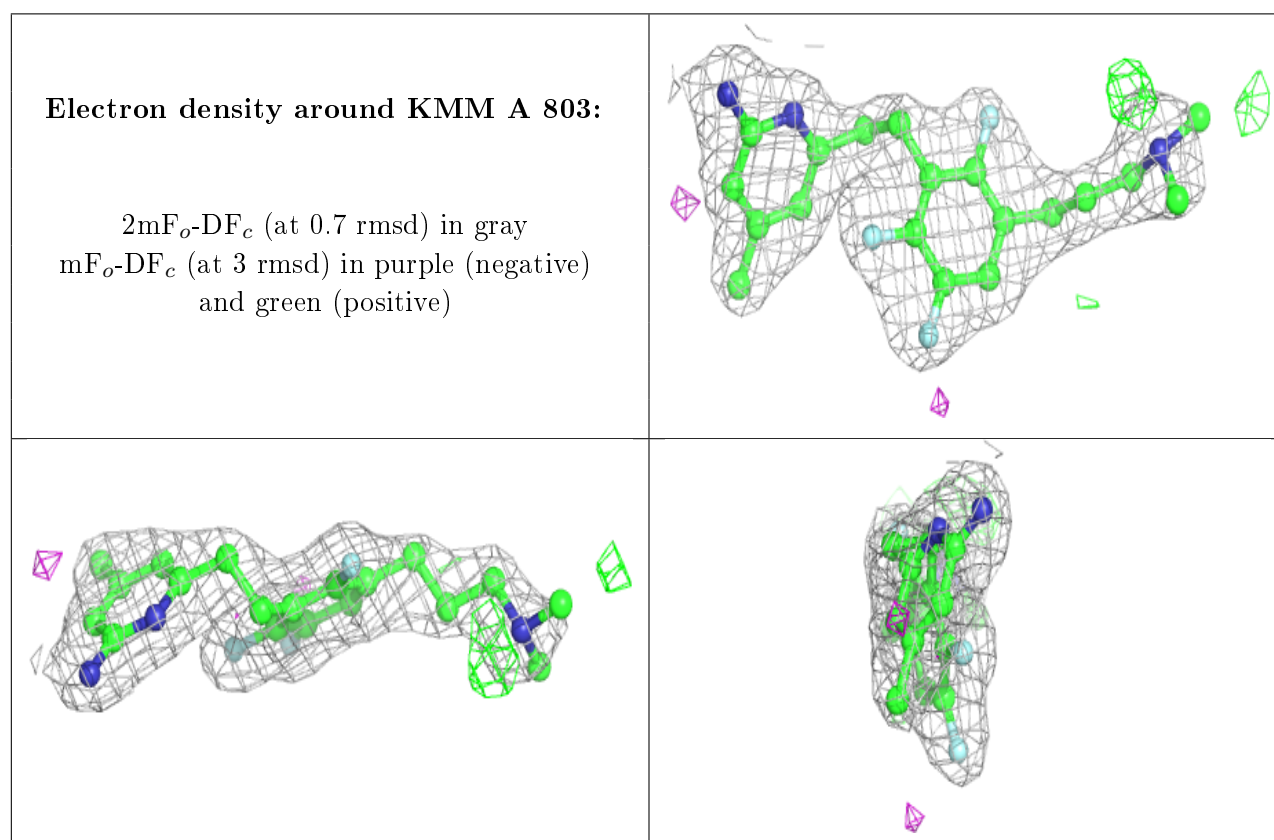 Electron density around KMM A 803:
2mFo-DFc (at 0.7 rmsd) in gray
mFo-DFc (at 3 rmsd) in purple (negative)
and green (positive)